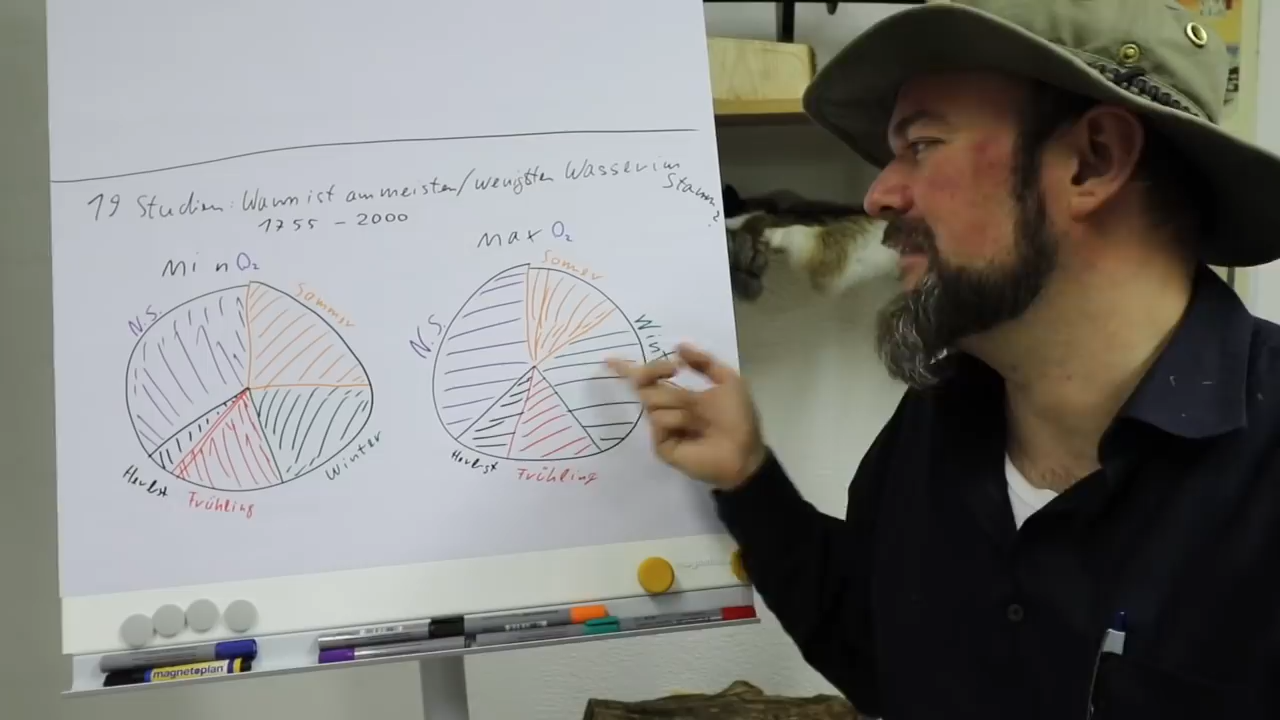 19 Studien: Wann ist am meisten/wenigsten Wasser im
Stamm?
1755 - 2000
Min O₂
Max O₂
N.S.
Sommer
Winter
Frühling
Herbst
N.S.
Sommer
Frühling
Herbst
magnetoplan